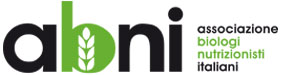 abni
associazione
biologi
nutrizionisti
italiani